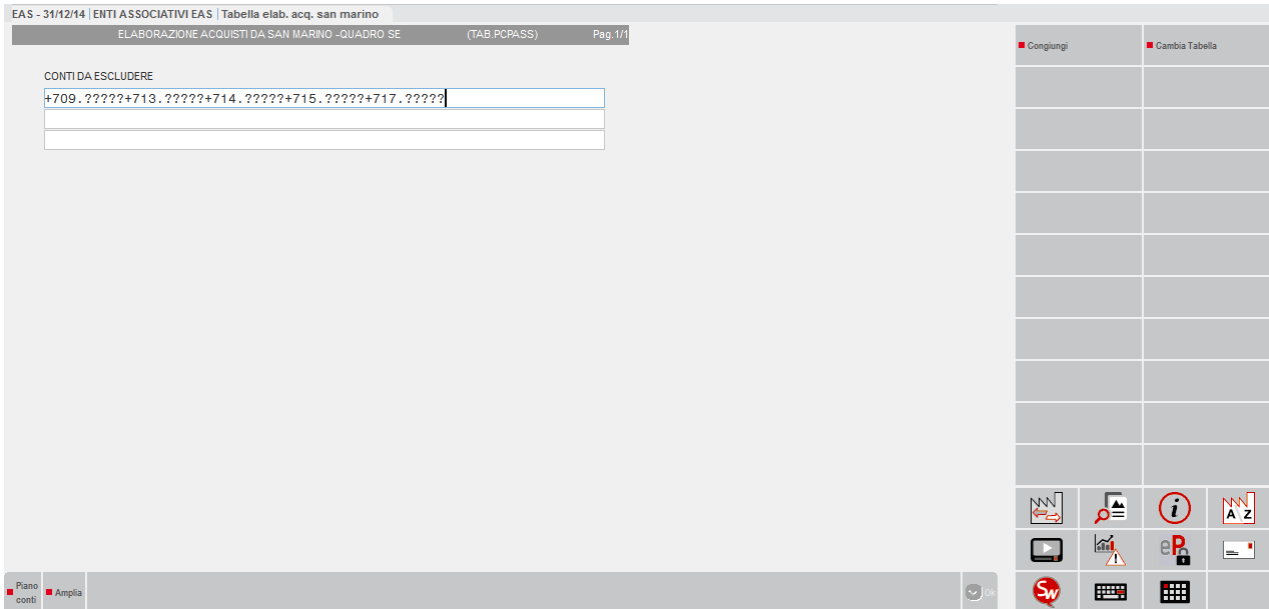 EAS - 31/12/14 ENTI ASSOCIATIVI EAS Tabella elab. acq. san marino
ELABORAZIONE ACQUISTI DA SAN MARINO -QUADRO SE (TAB.PCPASS) Pag.1/1
CONTI DA ESCLUDERE
+709.?????+713.?????+714.?????+715.?????+717.?????
Congiungi
Cambia Tabella
A Z
i
eP
Piano
conti
Amplia
Ok
Sw